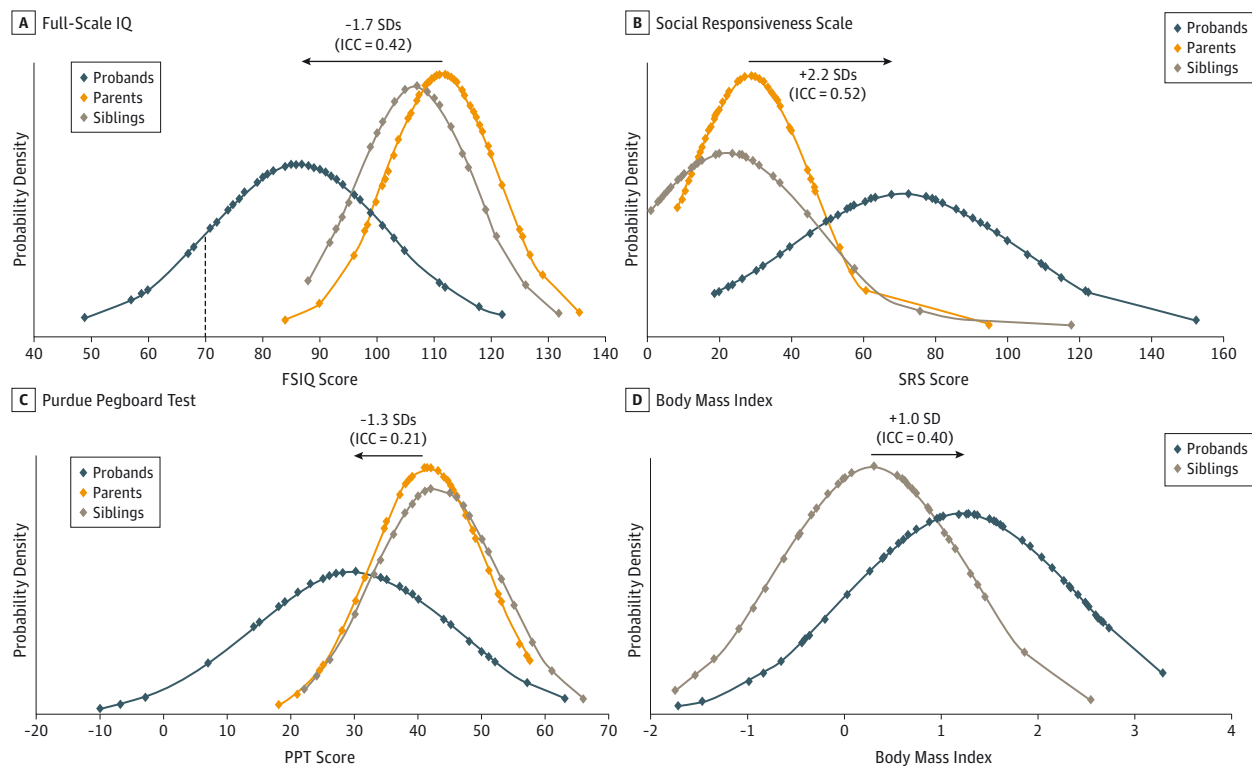 A Full-Scale IQ
-1.7 SDs
(ICC = 0.42)
Probands
Parents
Siblings
Probability Density
40 50 60 70 80 90 100 110 120 130 140
FSIQ Score
B Social Responsiveness Scale
Probands
Parents
Siblings
+2.2 SDs
(ICC = 0.52)
Probability Density
0 20 40 60 80 100 120 140 160
SRS Score
C Purdue Pegboard Test
-1.3 SDs
(ICC = 0.21)
Probands
Parents
Siblings
Probability Density
-20 -10 0 10 20 30 40 50 60 70
PPT Score
D Body Mass Index
+1.0 SD
(ICC = 0.40)
Probands
Siblings
Probability Density
-2 -1 0 1 2 3 4
Body Mass Index